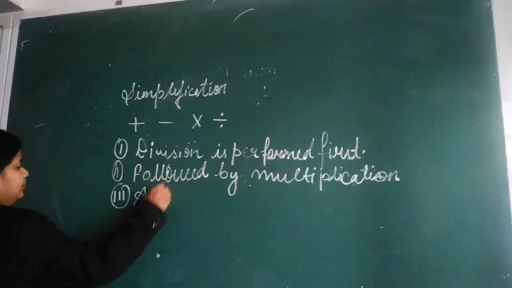 Simplification
+ - × ÷
(i) Division is performed first.
(ii) Followed by multiplication
(iii) A